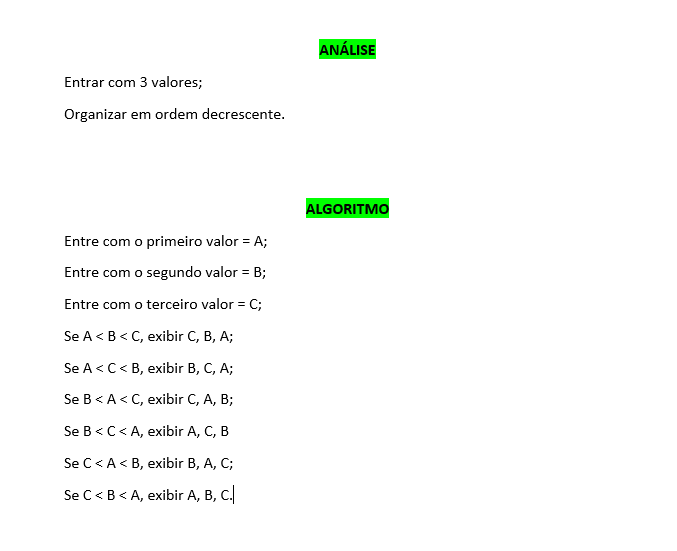 ANÁLISE
Entrar com 3 valores;
Organizar em ordem decrescente.
ALGORITMO
Entre com o primeiro valor = A;
Entre com o segundo valor = B;
Entre com o terceiro valor = C;
Se A < B < C, exibir C, B, A;
Se A < C < B, exibir B, C, A;
Se B < A < C, exibir C, A, B;
Se B < C < A, exibir A, C, B
Se C < A < B, exibir B, A, C;
Se C < B < A, exibir A, B, C.